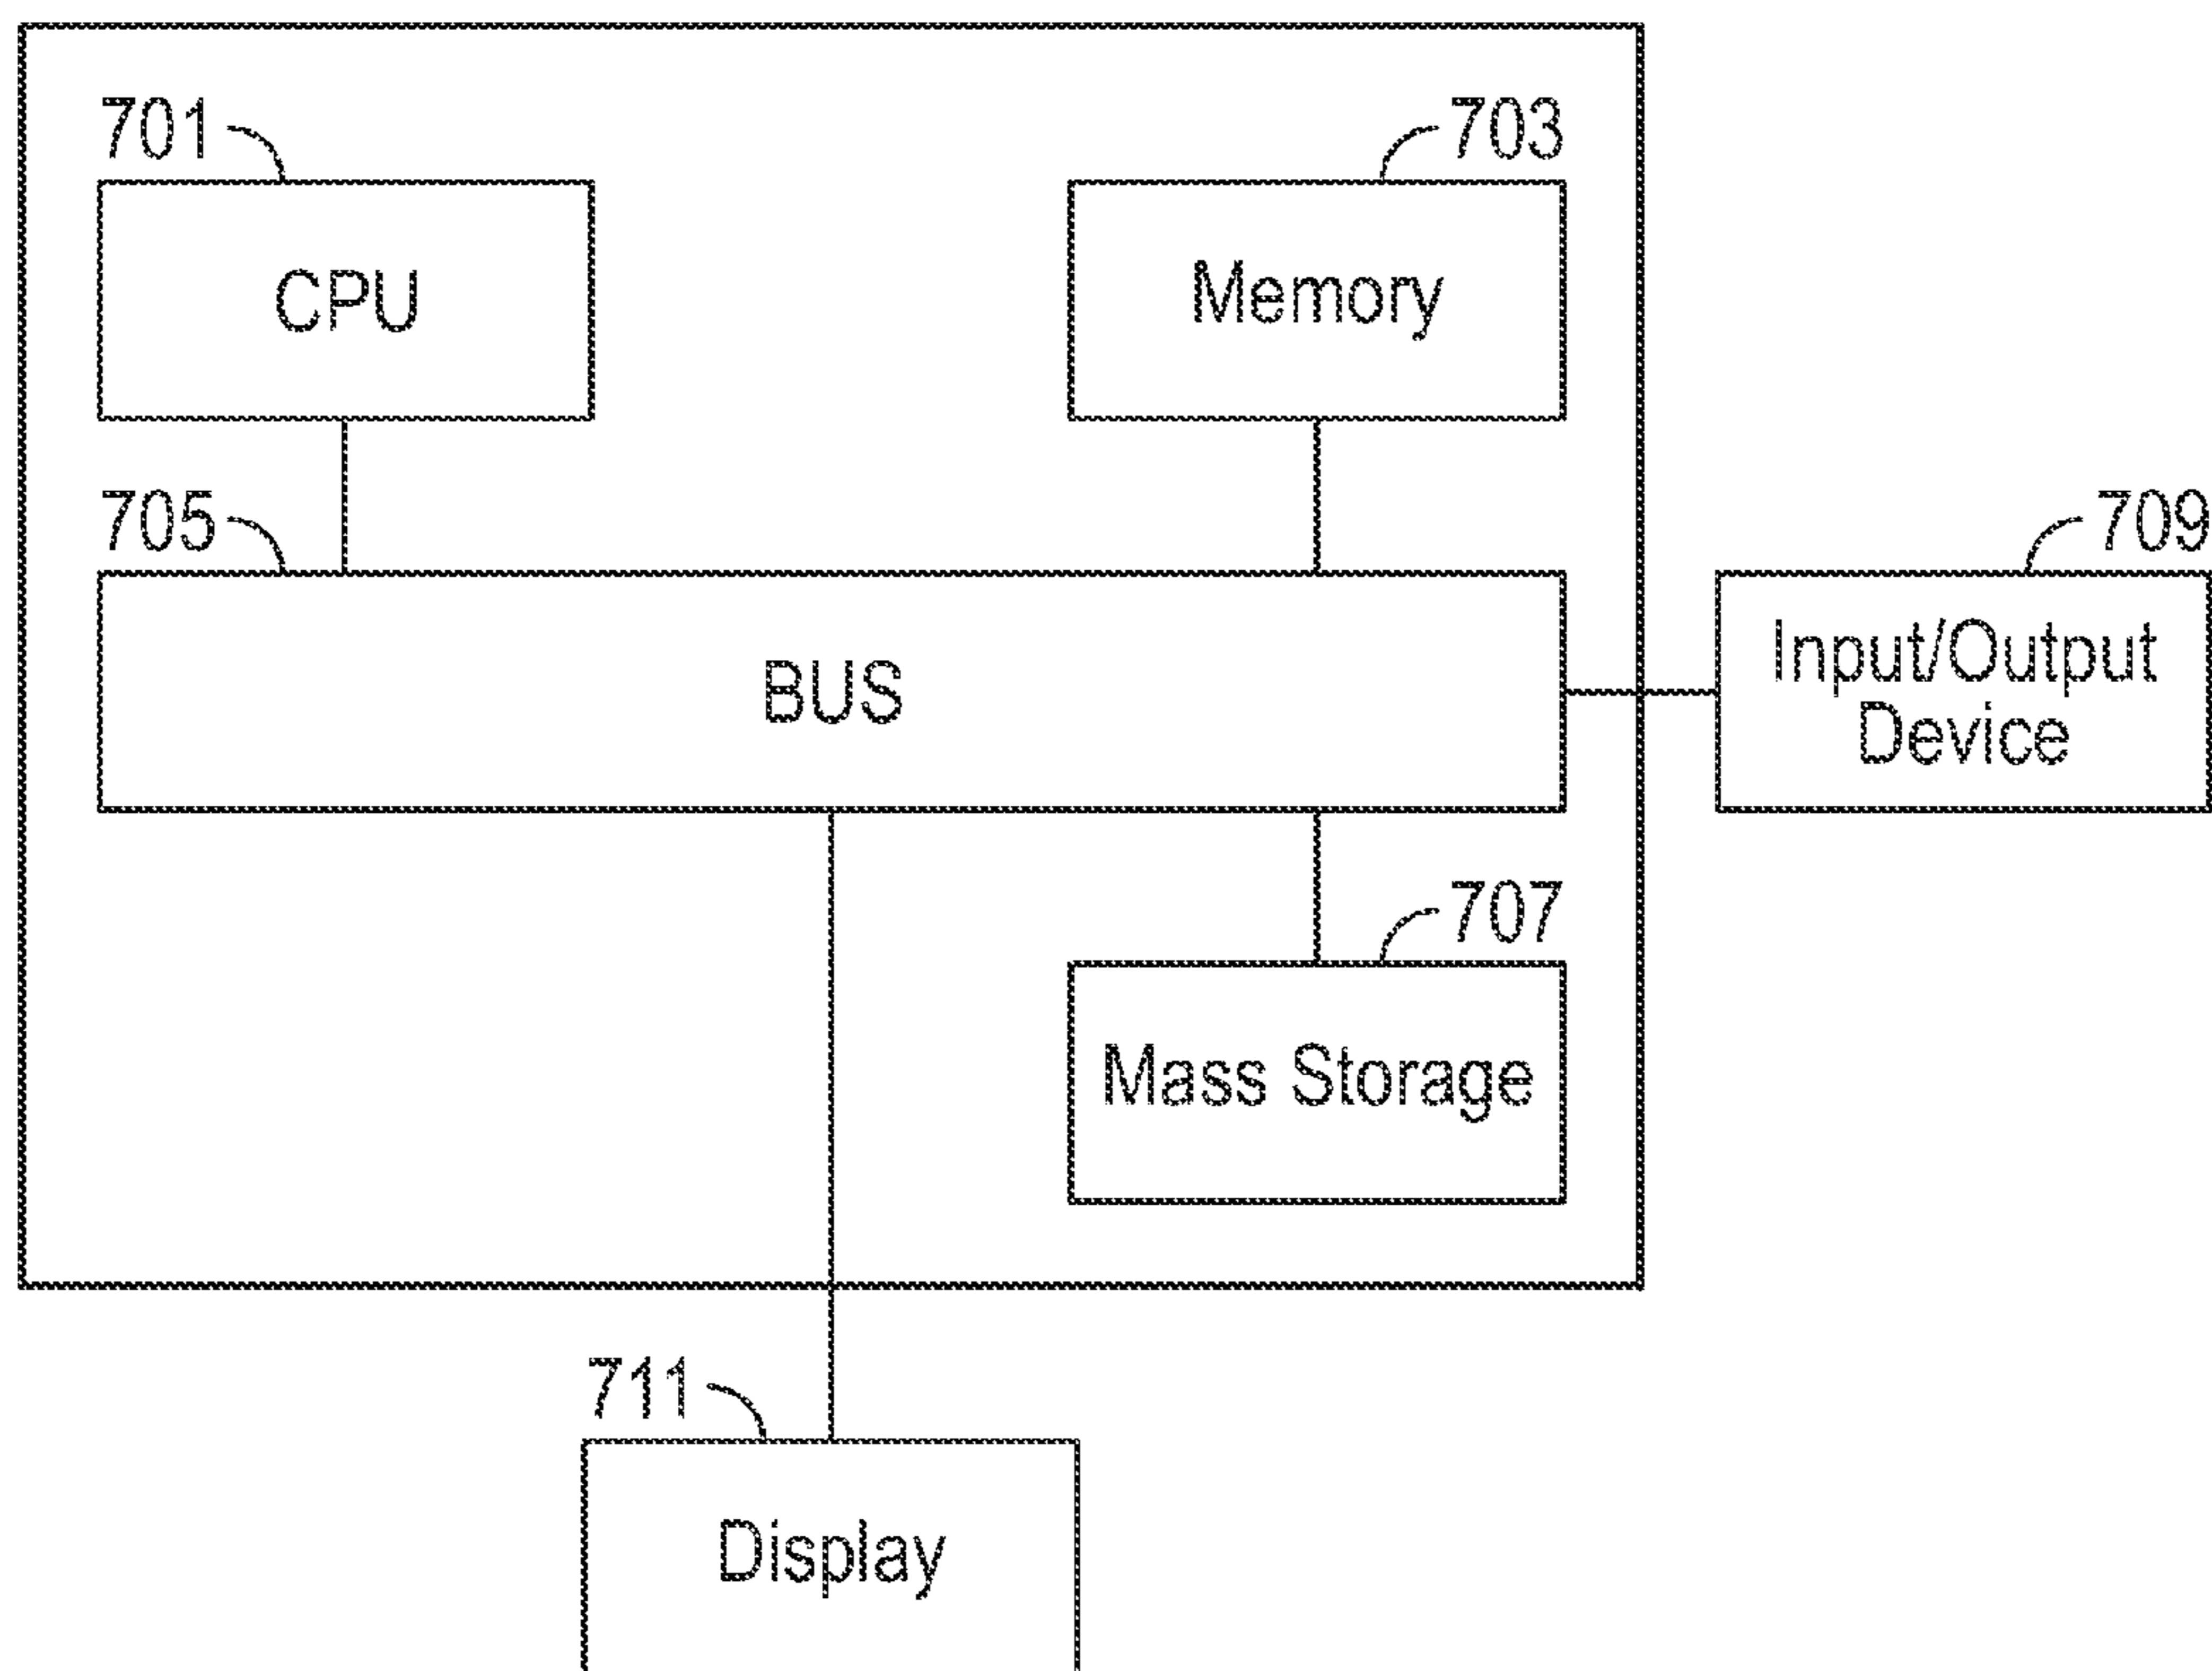 701
703
CPU
Memory
705
709
BUS
Input/Output
Device
707
Mass Storage
711
Display